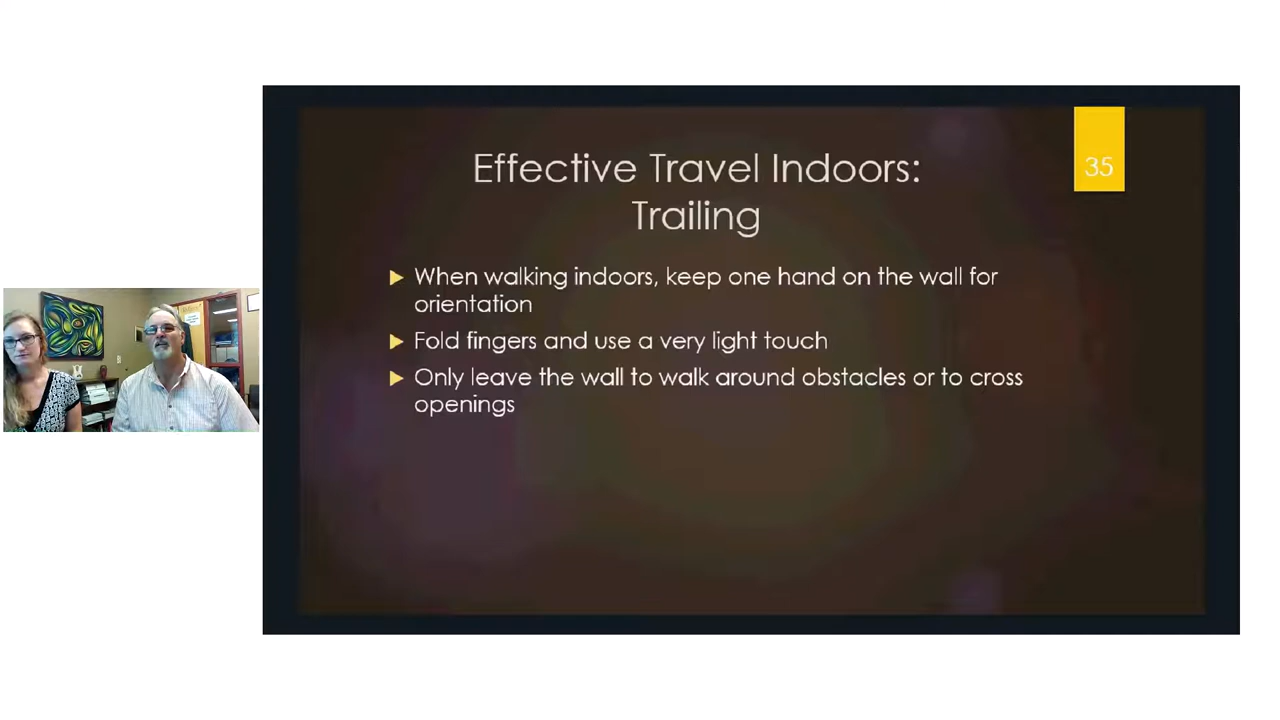 Effective Travel Indoors:
Trailing
35
When walking indoors, keep one hand on the wall for
orientation
Fold fingers and use a very light touch
Only leave the wall to walk around obstacles or to cross
openings